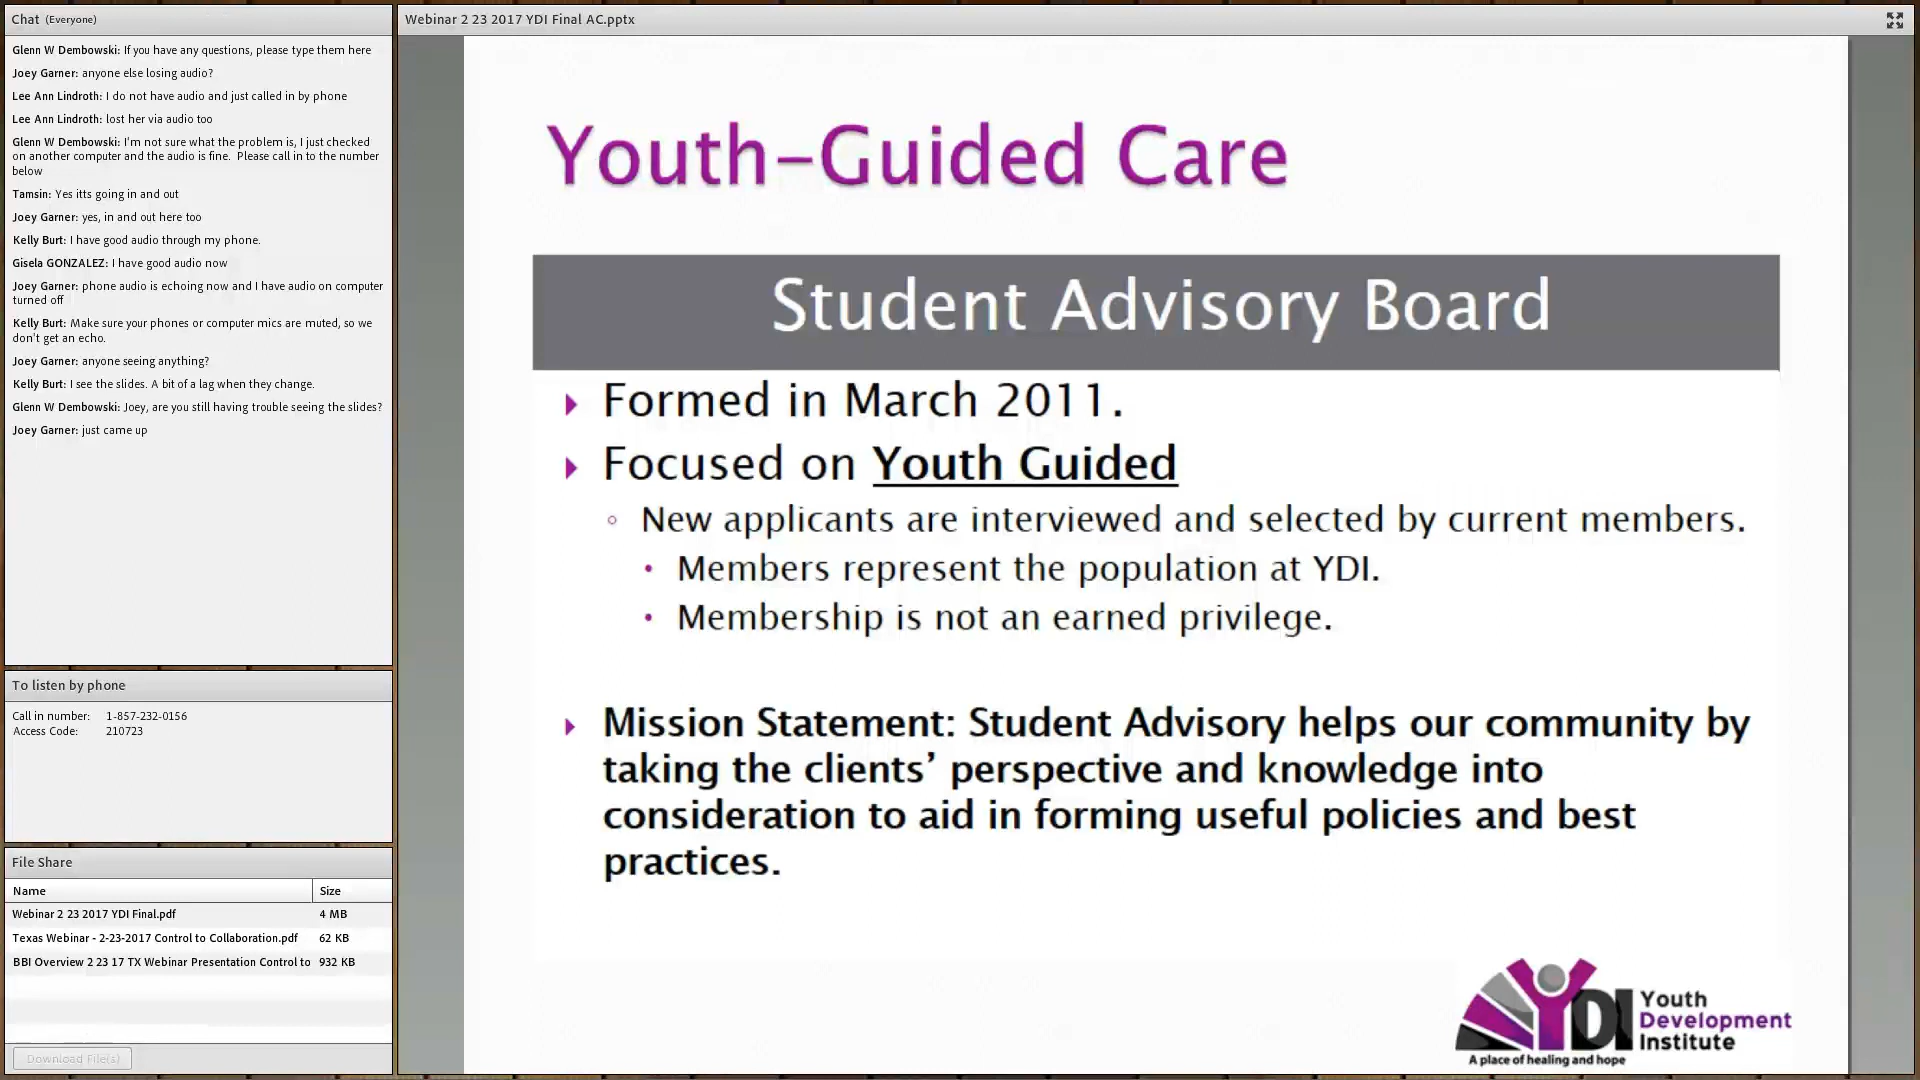 Chat (Everyone)
Glenn W Dembowski: If you have any questions, please type them here
Joey Garner: anyone else losing audio?
Lee Ann Lindroth: I do not have audio and just called in by phone
Lee Ann Lindroth: lost her via audio too
Glenn W Dembowski: I'm not sure what the problem is, I just checked
on another computer and the audio is fine.  Please call in to the number
below
Tamsin: Yes itts going in and out
Joey Garner: yes, in and out here too
Kelly Burt: I have good audio through my phone.
Gisela GONZALEZ: I have good audio now
Joey Garner: phone audio is echoing now and I have audio on computer
turned off
Kelly Burt: Make sure your phones or computer mics are muted, so we
don't get an echo.
Joey Garner: anyone seeing anything?
Kelly Burt: I see the slides. A bit of a lag when they change.
Glenn W Dembowski: Joey, are you still having trouble seeing the slides?
Joey Garner: just came up
To listen by phone
Call in number: 1-857-232-0156
Access Code: 210723
File Share
Name Size
Webinar 2 23 2017 YDI Final.pdf 4 MB
Texas Webinar - 2-23-2017 Control to Collaboration.pdf 62 KB
BBI Overview 2 23 17 TX Webinar Presentation Control to 932 KB
Download File(s)
Webinar 2 23 2017 YDI Final AC.pptx
Youth-Guided Care
Student Advisory Board
Formed in March 2011.
Focused on Youth Guided
New applicants are interviewed and selected by current members.
Members represent the population at YDI.
Membership is not an earned privilege.
Mission Statement: Student Advisory helps our community by
taking the clients’ perspective and knowledge into
consideration to aid in forming useful policies and best
practices.
YDI
Youth
Development
Institute
A place of healing and hope